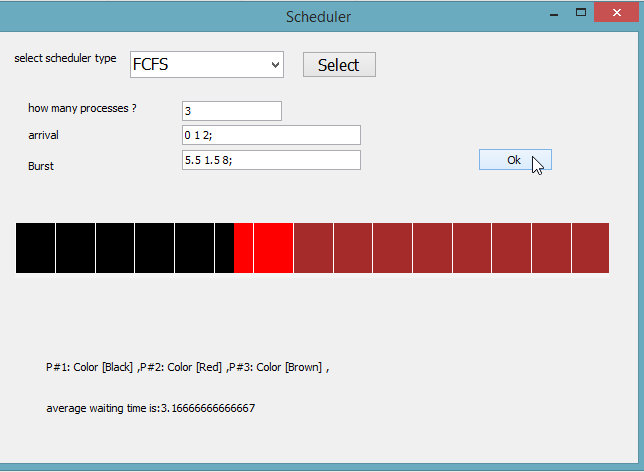 Scheduler
select scheduler type FCFS Select
how many processes ? 3
arrival 0 1 2;
Burst 5.5 1.5 8; Ok
P#1: Color [Black] ,P#2: Color [Red] ,P#3: Color [Brown] ,
average waiting time is:3.16666666666667